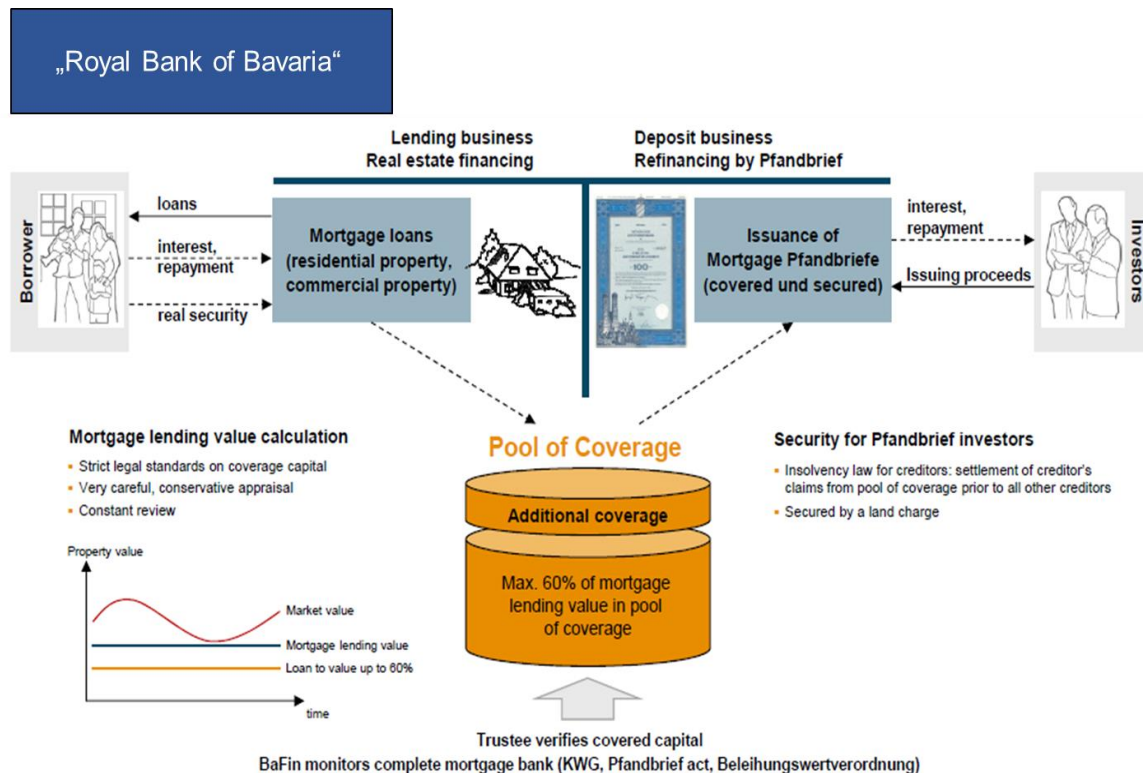 „Royal Bank of Bavaria“
Lending business
Real estate financing
Deposit business
Refinancing by Pfandbrief
Borrower
loans
interest,
repayment
real security
Mortgage loans
(residential property,
commercial property)
100
Issuance of
Mortgage Pfandbriefe
(covered und secured)
interest,
repayment
Issuing proceeds
Investors
Mortgage lending value calculation
▪ Strict legal standards on coverage capital
▪ Very careful, conservative appraisal
▪ Constant review
Property value
Market value
Mortgage lending value
Loan to value up to 60%
time
Pool of Coverage
Additional coverage
Max. 60% of mortgage
lending value in pool
of coverage
Security for Pfandbrief investors
▪ Insolvency law for creditors: settlement of creditor's
claims from pool of coverage prior to all other creditors
▪ Secured by a land charge
Trustee verifies covered capital
BaFin monitors complete mortgage bank (KWG, Pfandbrief act, Beleihungswertverordnung)